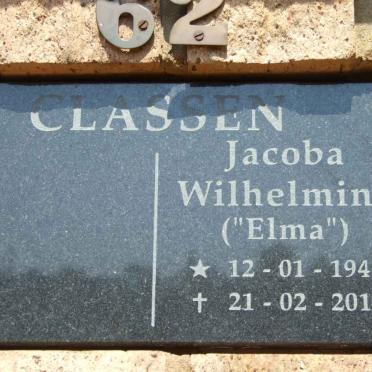 62
CLASSEN
Jacoba
Wilhelmin
("Elma")
★ 12 - 01 - 194
✝ 21 - 02 - 201